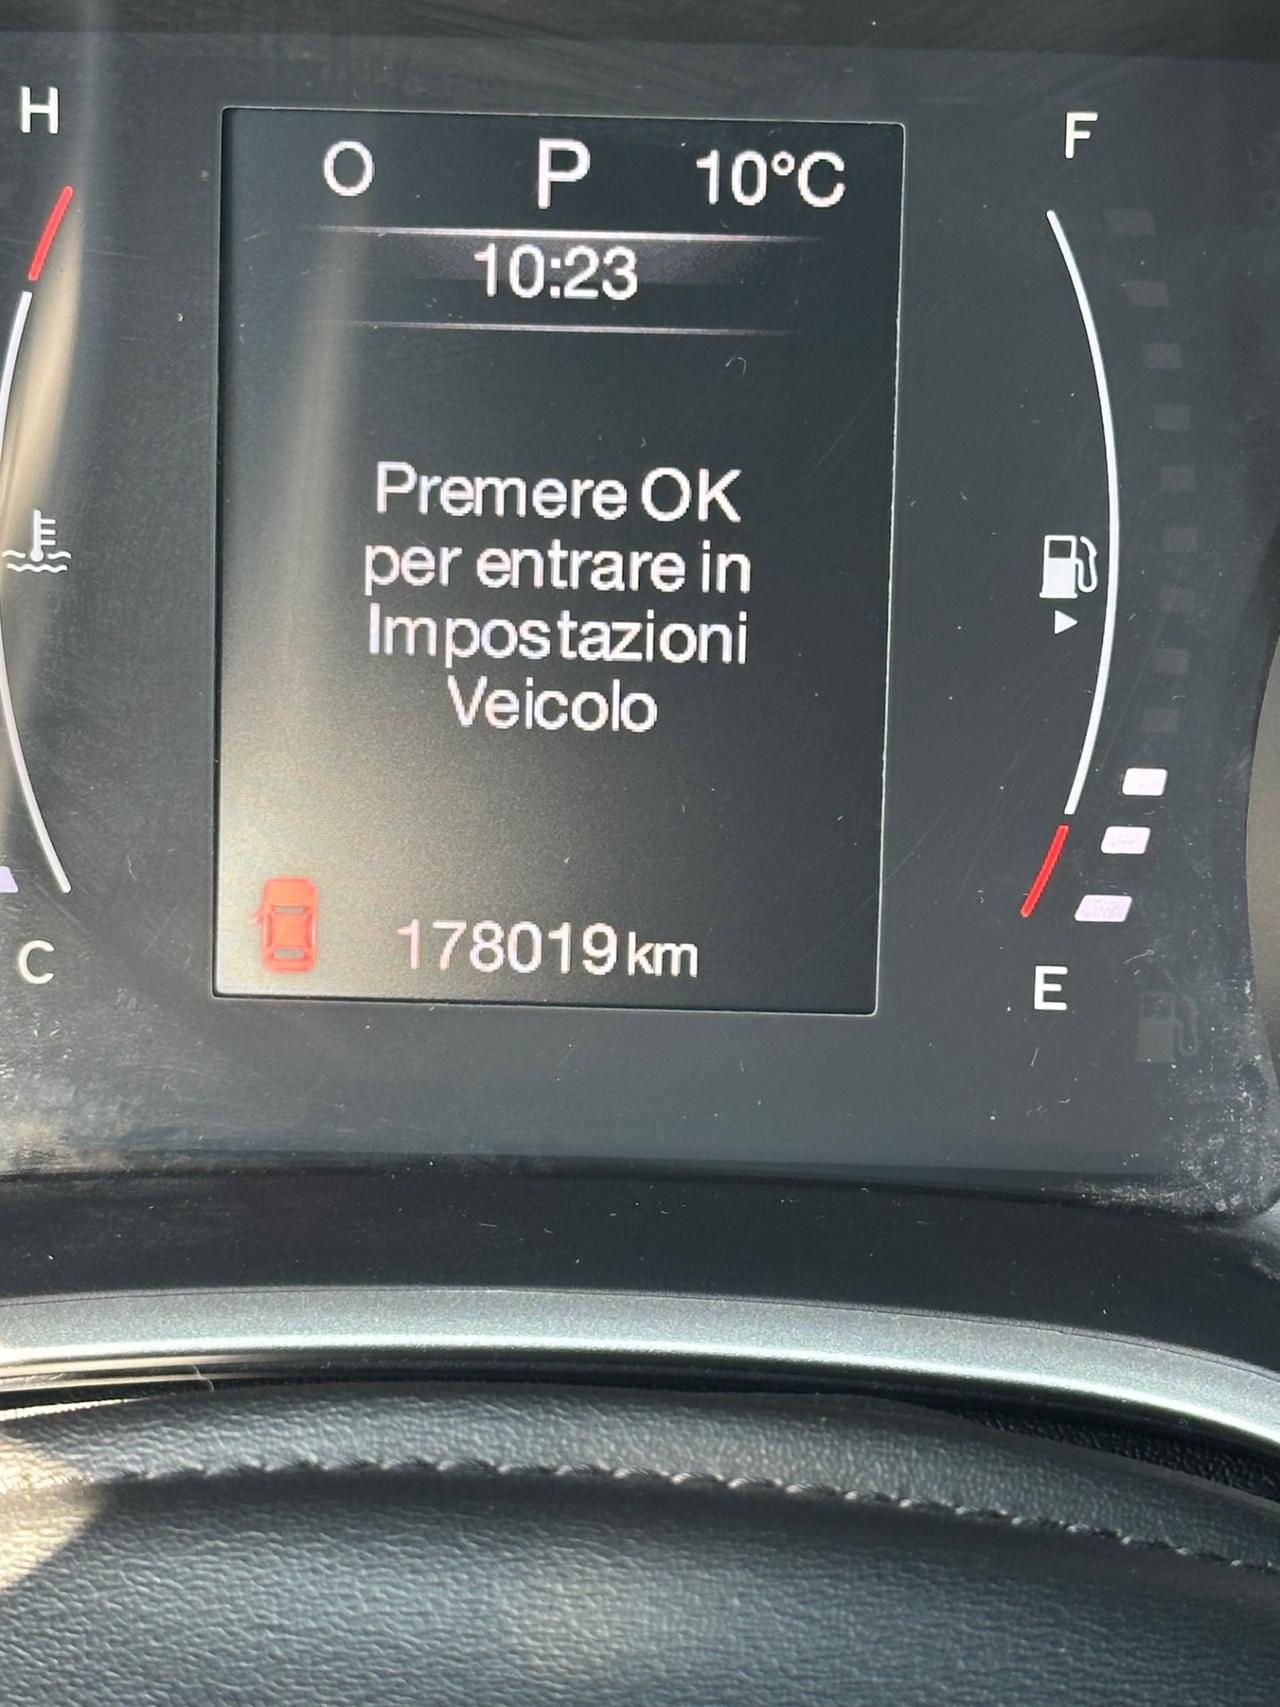 H
F
O P 10°C
10:23
Premere OK
per entrare in
Impostazioni
Veicolo
178019 km
C
E